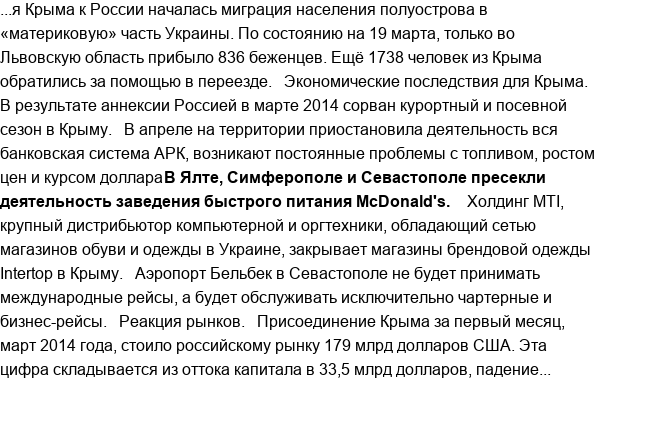 ...я Крыма к России началась миграция населения полуострова в
«материковую» часть Украины. По состоянию на 19 марта, только во
Львовскую область прибыло 836 беженцев. Ещё 1738 человек из Крыма
обратились за помощью в переезде.   Экономические последствия для Крыма.
В результате аннексии Россией в марте 2014 сорван курортный и посевной
сезон в Крыму.   В апреле на территории приостановила деятельность вся
банковская система АРК, возникают постоянные проблемы с топливом, ростом
цен и курсом доллараВ Ялте, Симферополе и Севастополе пресекли
деятельность заведения быстрого питания McDonald's.    Холдинг MTI,
крупный дистрибьютор компьютерной и оргтехники, обладающий сетью
магазинов обуви и одежды в Украине, закрывает магазины брендовой одежды
Intertop в Крыму.   Аэропорт Бельбек в Севастополе не будет принимать
международные рейсы, а будет обслуживать исключительно чартерные и
бизнес-рейсы.   Реакция рынков.   Присоединение Крыма за первый месяц,
март 2014 года, стоило российскому рынку 179 млрд долларов США. Эта
цифра складывается из оттока капитала в 33,5 млрд долларов, падение...